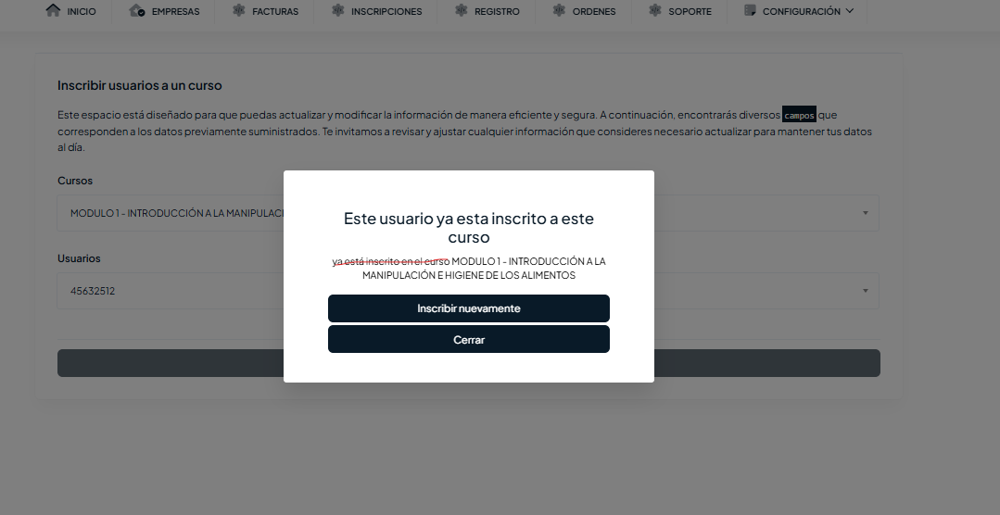 INICIO EMPRESAS FACTURAS INSCRIPCIONES REGISTRO ORDENES SOPORTE CONFIGURACIÓN
Inscribir usuarios a un curso
Este espacio está diseñado para que puedas actualizar y modificar la información de manera eficiente y segura. A continuación, encontrarás diversos campos que
corresponden a los datos previamente suministrados. Te invitamos a revisar y ajustar cualquier información que consideres necesario actualizar para mantener tus datos
al día.
Cursos
MODULO 1 - INTRODUCCIÓN A LA MANIPULACI
Usuarios
45632512
Este usuario ya esta inscrito a este
curso
ya está inscrito en el curso MODULO 1 - INTRODUCCIÓN A LA
MANIPULACIÓN E HIGIENE DE LOS ALIMENTOS
Inscribir nuevamente
Cerrar